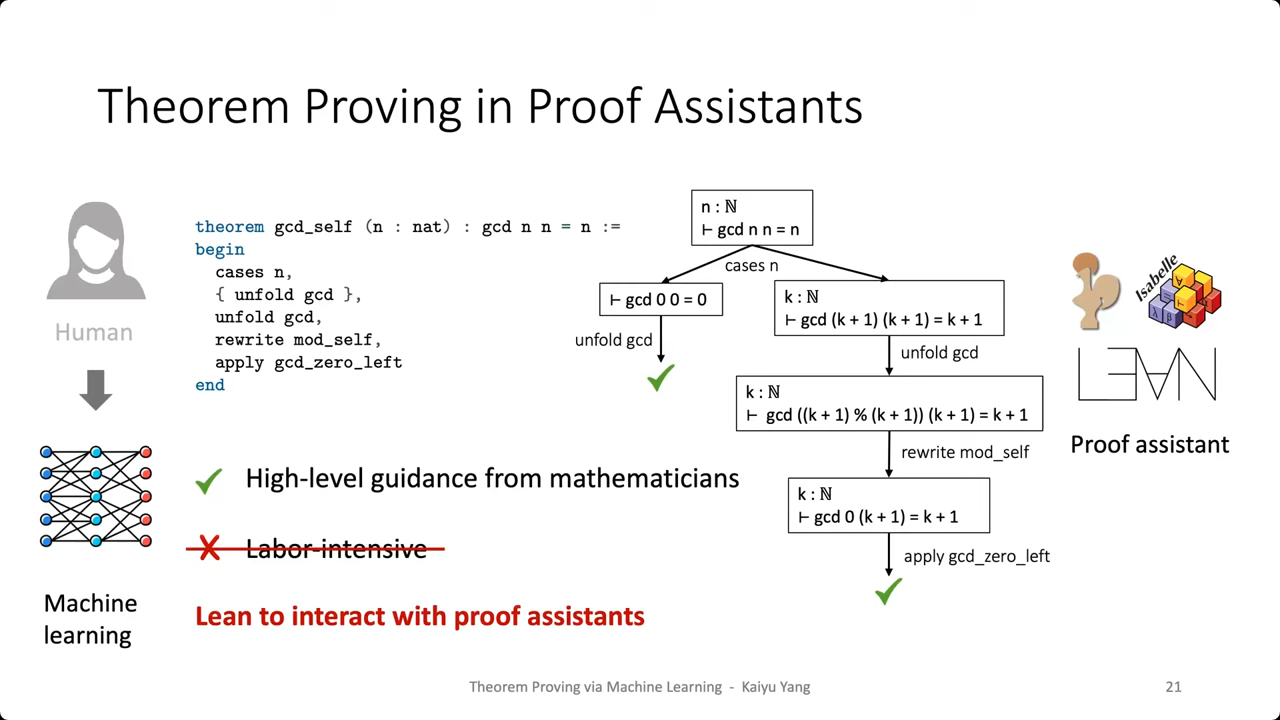 Theorem Proving in Proof Assistants
Human
theorem gcd_self (n : nat) : gcd n n = n :=
begin
cases n,
{ unfold gcd },
unfold gcd,
rewrite mod_self,
apply gcd_zero_left
end
n : ℕ
⊢ gcd n n = n
cases n
⊢ gcd 0 0 = 0
k : ℕ
⊢ gcd (k + 1) (k + 1) = k + 1
unfold gcd
unfold gcd
k : ℕ
⊢ gcd ((k + 1) % (k + 1)) (k + 1) = k + 1
rewrite mod_self
k : ℕ
⊢ gcd 0 (k + 1) = k + 1
apply gcd_zero_left
Isabelle
λ β ∀
L∃∀N
Proof assistant
High-level guidance from mathematicians
Labor-intensive
Machine
learning
Lean to interact with proof assistants
Theorem Proving via Machine Learning - Kaiyu Yang
21